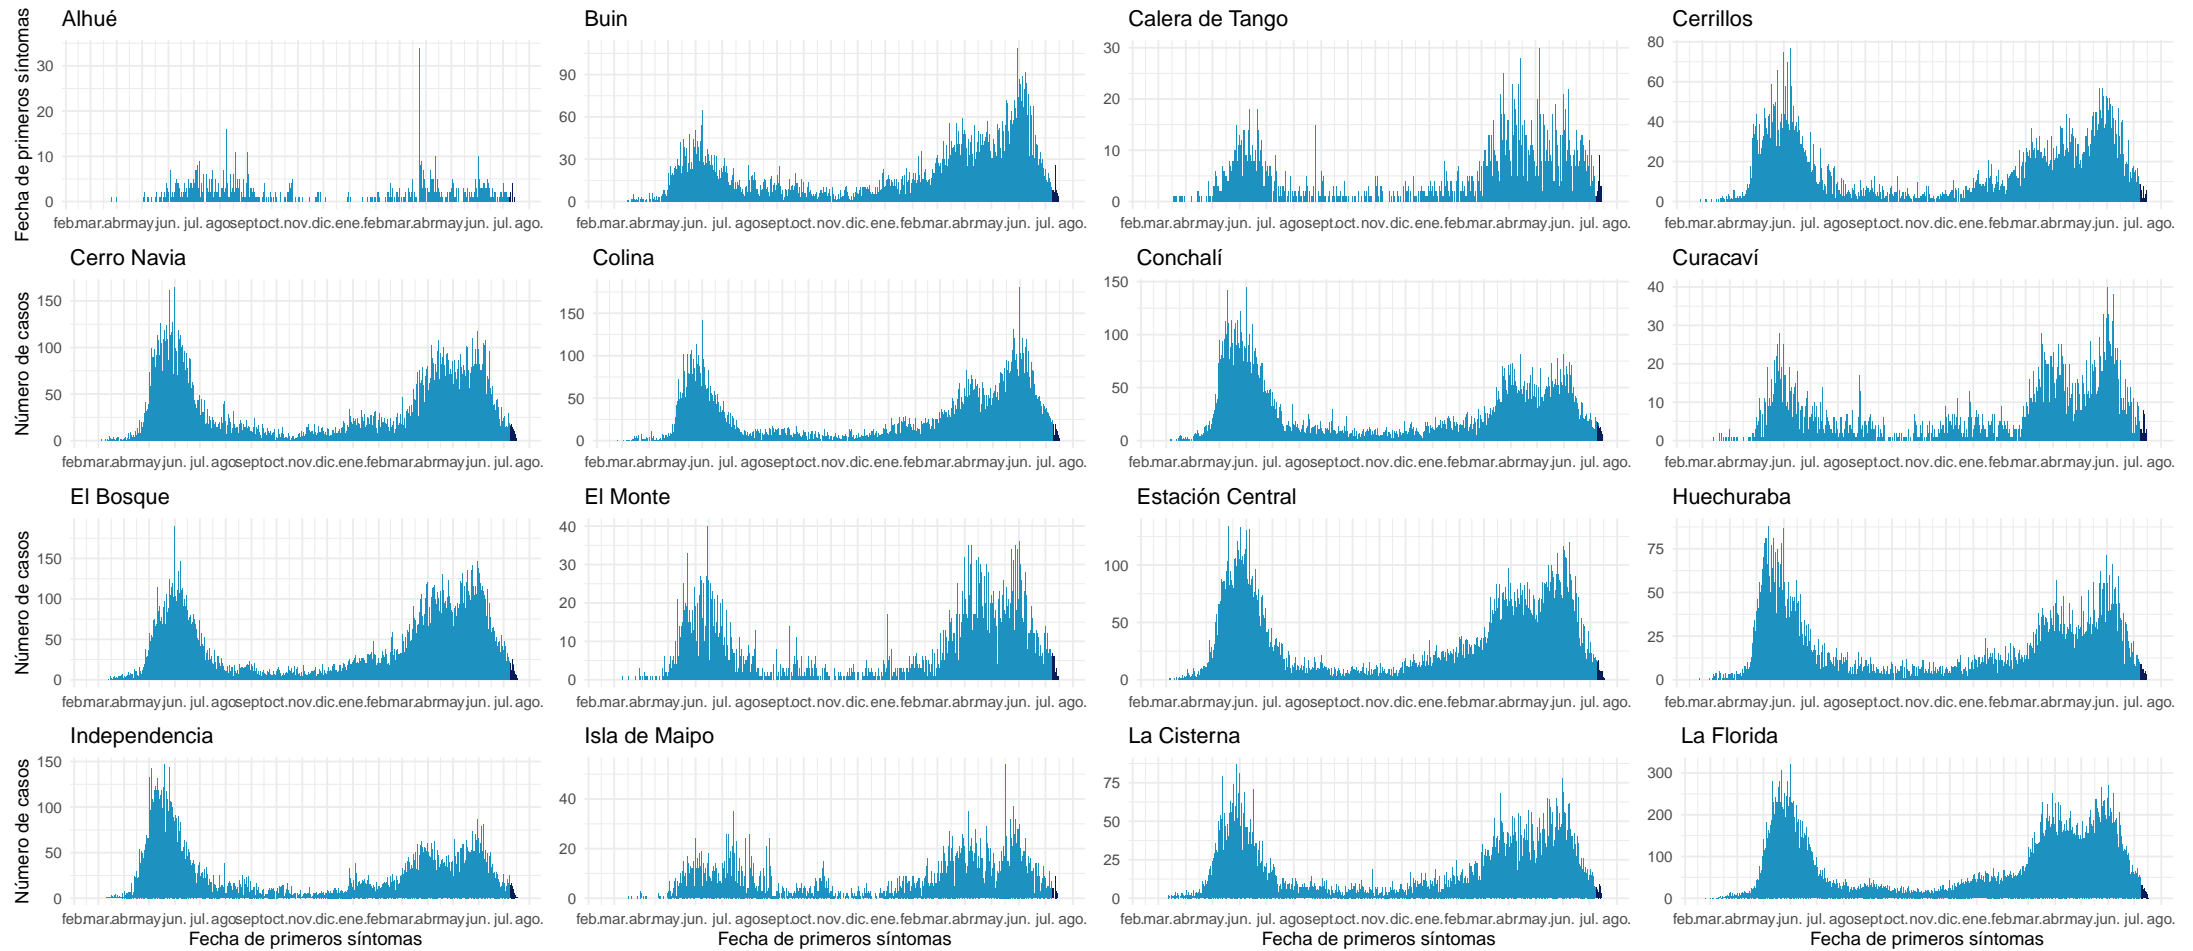 Alhué
Buin
Calera de Tango
Cerrillos
Fecha de primeros síntomas
30
20
10
0
90
60
30
0
30
20
10
0
80
60
40
20
0
feb.mar.abr.may.jun. jul. ago.sept.oct.nov.dic. ene.feb.mar.abr.may.jun. jul. ago.
feb.mar.abr.may.jun. jul. ago.sept.oct.nov.dic. ene.feb.mar.abr.may.jun. jul. ago.
feb.mar.abr.may.jun. jul. ago.sept.oct.nov.dic. ene.feb.mar.abr.may.jun. jul. ago.
feb.mar.abr.may.jun. jul. ago.sept.oct.nov.dic. ene.feb.mar.abr.may.jun. jul. ago.
Cerro Navia
Colina
Conchalí
Curacaví
Número de casos
150
100
50
0
150
100
50
0
150
100
50
0
40
30
20
10
0
feb.mar.abr.may.jun. jul. ago.sept.oct.nov.dic. ene.feb.mar.abr.may.jun. jul. ago.
feb.mar.abr.may.jun. jul. ago.sept.oct.nov.dic. ene.feb.mar.abr.may.jun. jul. ago.
feb.mar.abr.may.jun. jul. ago.sept.oct.nov.dic. ene.feb.mar.abr.may.jun. jul. ago.
feb.mar.abr.may.jun. jul. ago.sept.oct.nov.dic. ene.feb.mar.abr.may.jun. jul. ago.
El Bosque
El Monte
Estación Central
Huechuraba
Número de casos
150
100
50
0
40
30
20
10
0
100
50
0
75
50
25
0
feb.mar.abr.may.jun. jul. ago.sept.oct.nov.dic. ene.feb.mar.abr.may.jun. jul. ago.
feb.mar.abr.may.jun. jul. ago.sept.oct.nov.dic. ene.feb.mar.abr.may.jun. jul. ago.
feb.mar.abr.may.jun. jul. ago.sept.oct.nov.dic. ene.feb.mar.abr.may.jun. jul. ago.
feb.mar.abr.may.jun. jul. ago.sept.oct.nov.dic. ene.feb.mar.abr.may.jun. jul. ago.
Independencia
Isla de Maipo
La Cisterna
La Florida
Número de casos
150
100
50
0
40
20
0
75
50
25
0
300
200
100
0
feb.mar.abr.may.jun. jul. ago.sept.oct.nov.dic. ene.feb.mar.abr.may.jun. jul. ago.
feb.mar.abr.may.jun. jul. ago.sept.oct.nov.dic. ene.feb.mar.abr.may.jun. jul. ago.
feb.mar.abr.may.jun. jul. ago.sept.oct.nov.dic. ene.feb.mar.abr.may.jun. jul. ago.
feb.mar.abr.may.jun. jul. ago.sept.oct.nov.dic. ene.feb.mar.abr.may.jun. jul. ago.
Fecha de primeros síntomas
Fecha de primeros síntomas
Fecha de primeros síntomas
Fecha de primeros síntomas